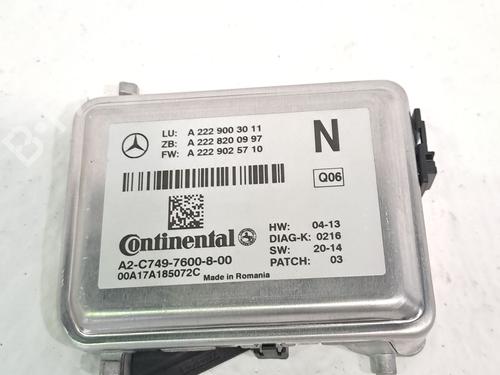 LU: A 222 900 30 11
ZB: A 222 820 09 97
FW: A 222 902 57 10
N
Q06
Continental
HW: 04-13
DIAG-K: 0216
SW: 20-14
PATCH: 03
A2-C749-7600-8-00
00A17A185072C
Made in Romania